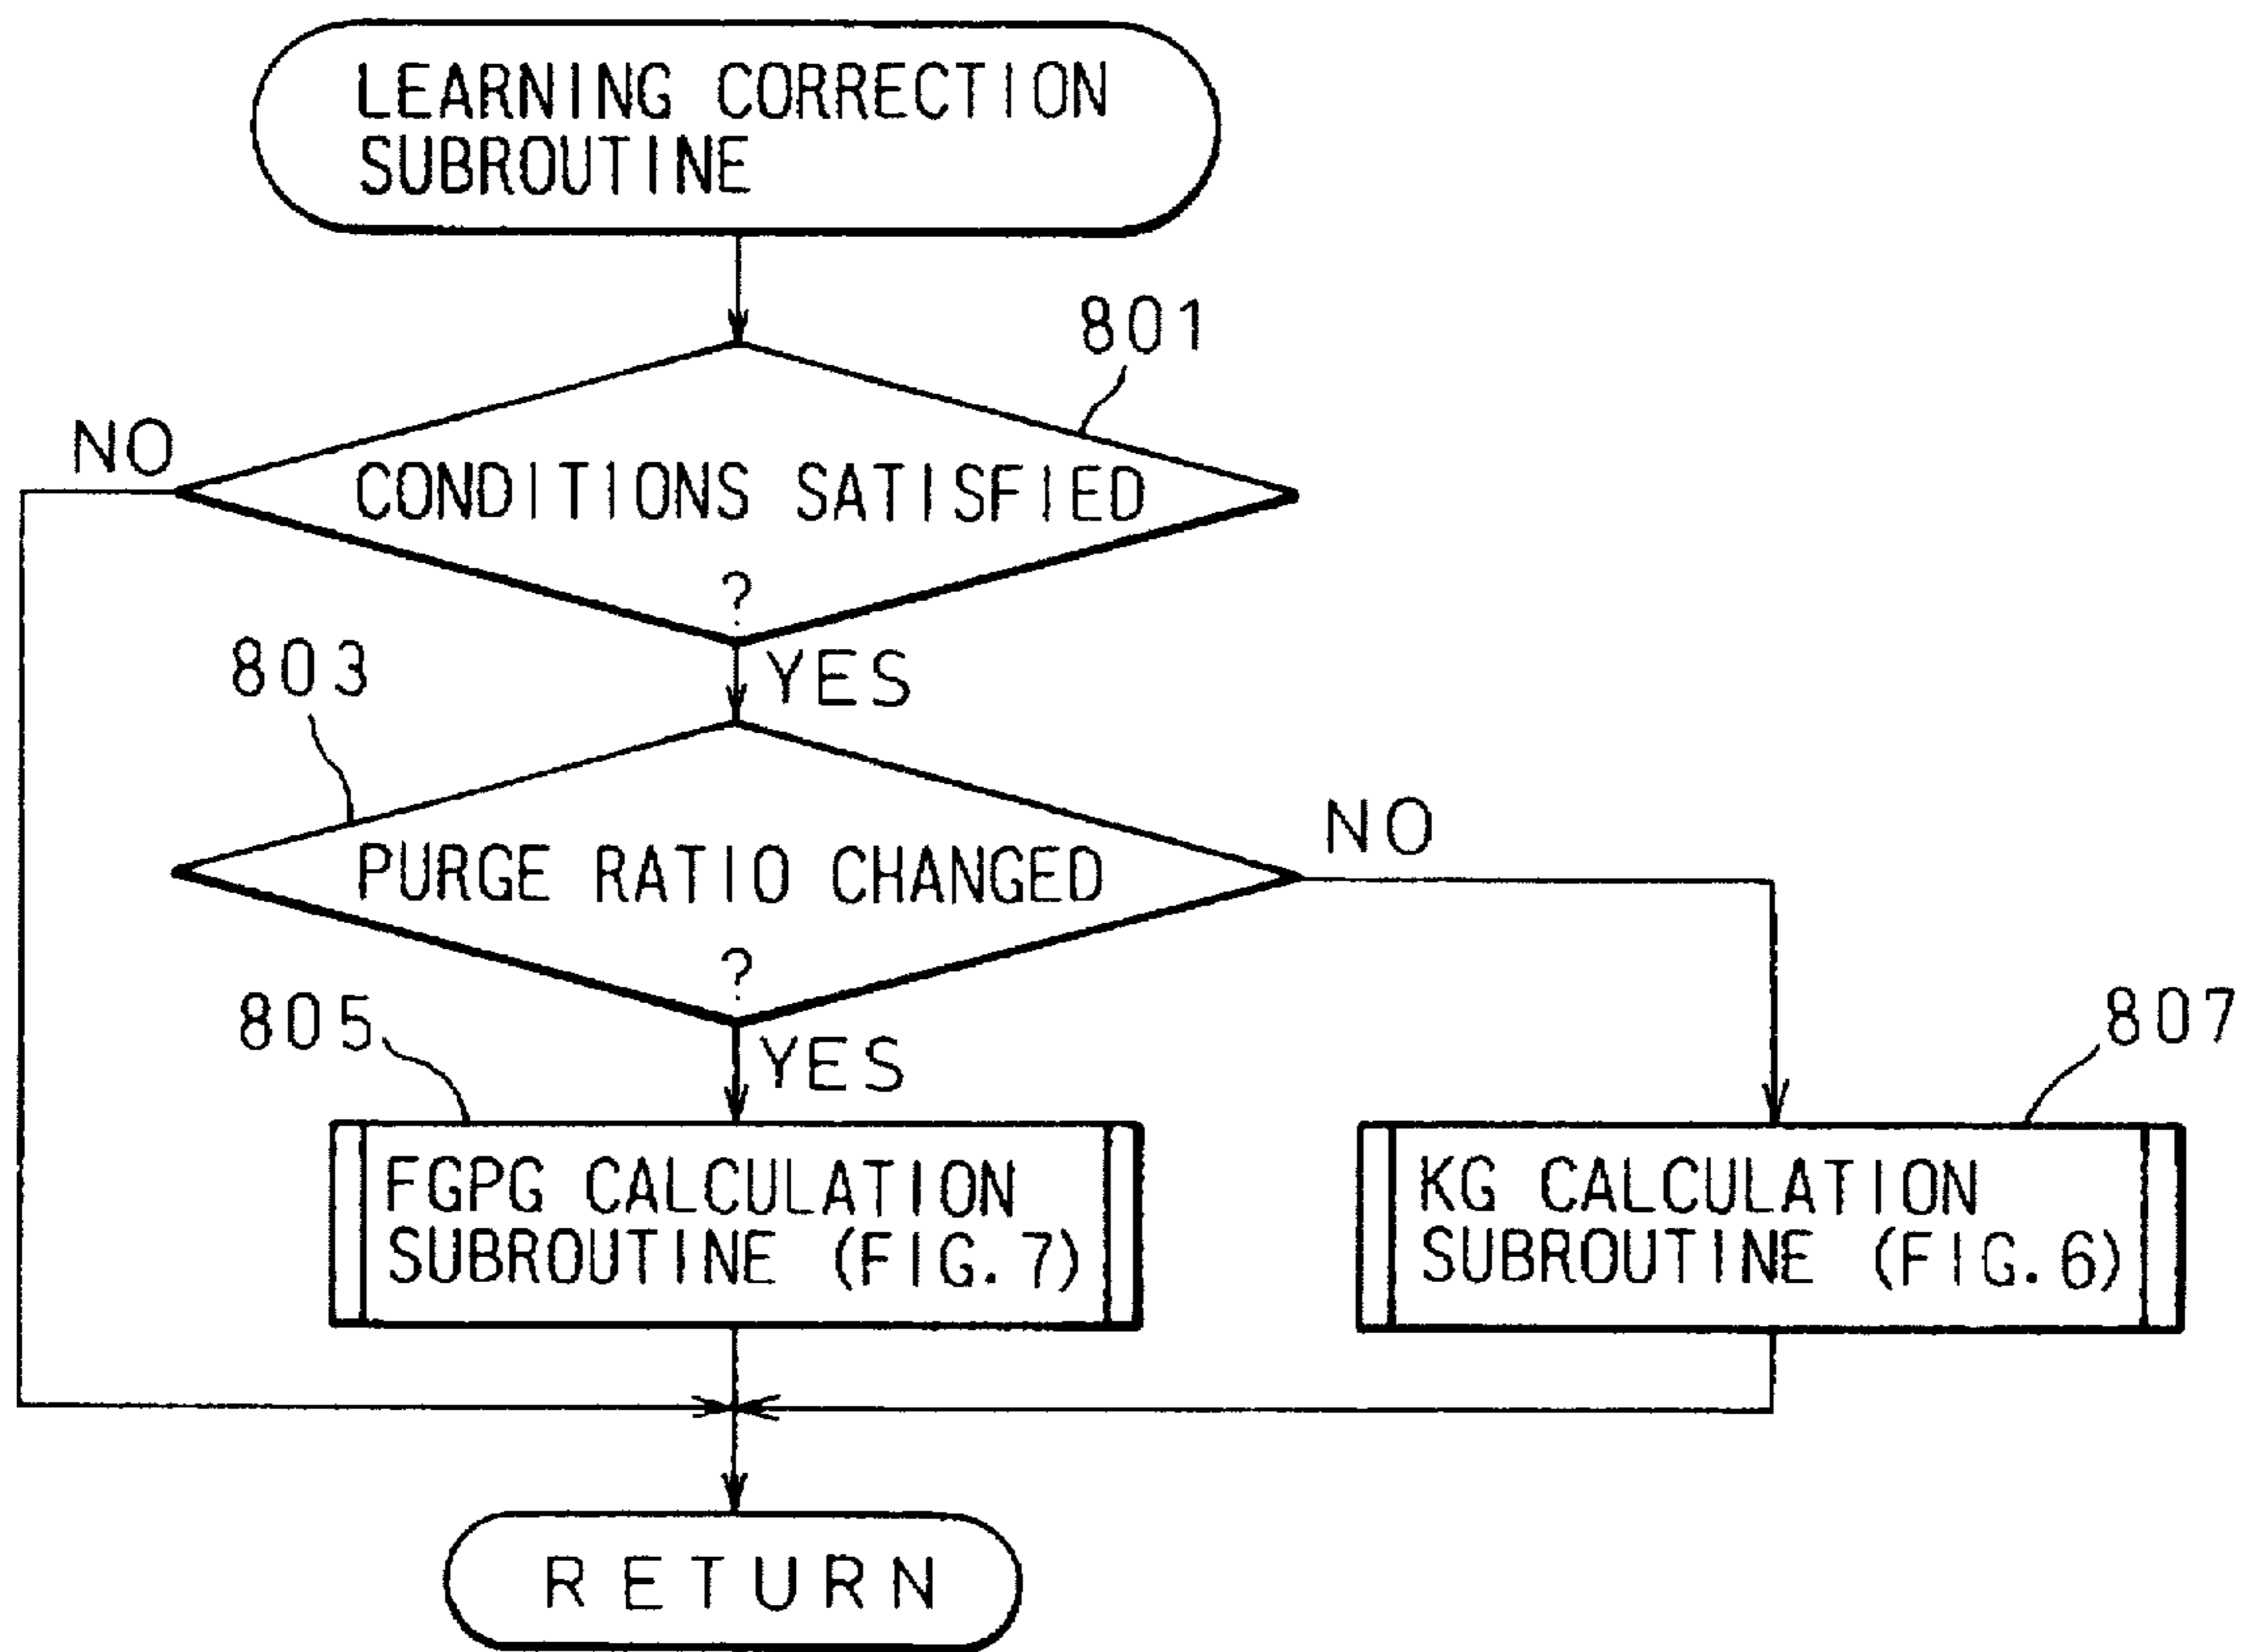 LEARNING CORRECTION
SUBROUTINE
801
NO
CONDITIONS SATISFIED
?
803
YES
NO
PURGE RATIO CHANGED
?
805
YES
807
FGPG CALCULATION
SUBROUTINE (FIG. 7)
KG CALCULATION
SUBROUTINE (FIG. 6)
RETURN